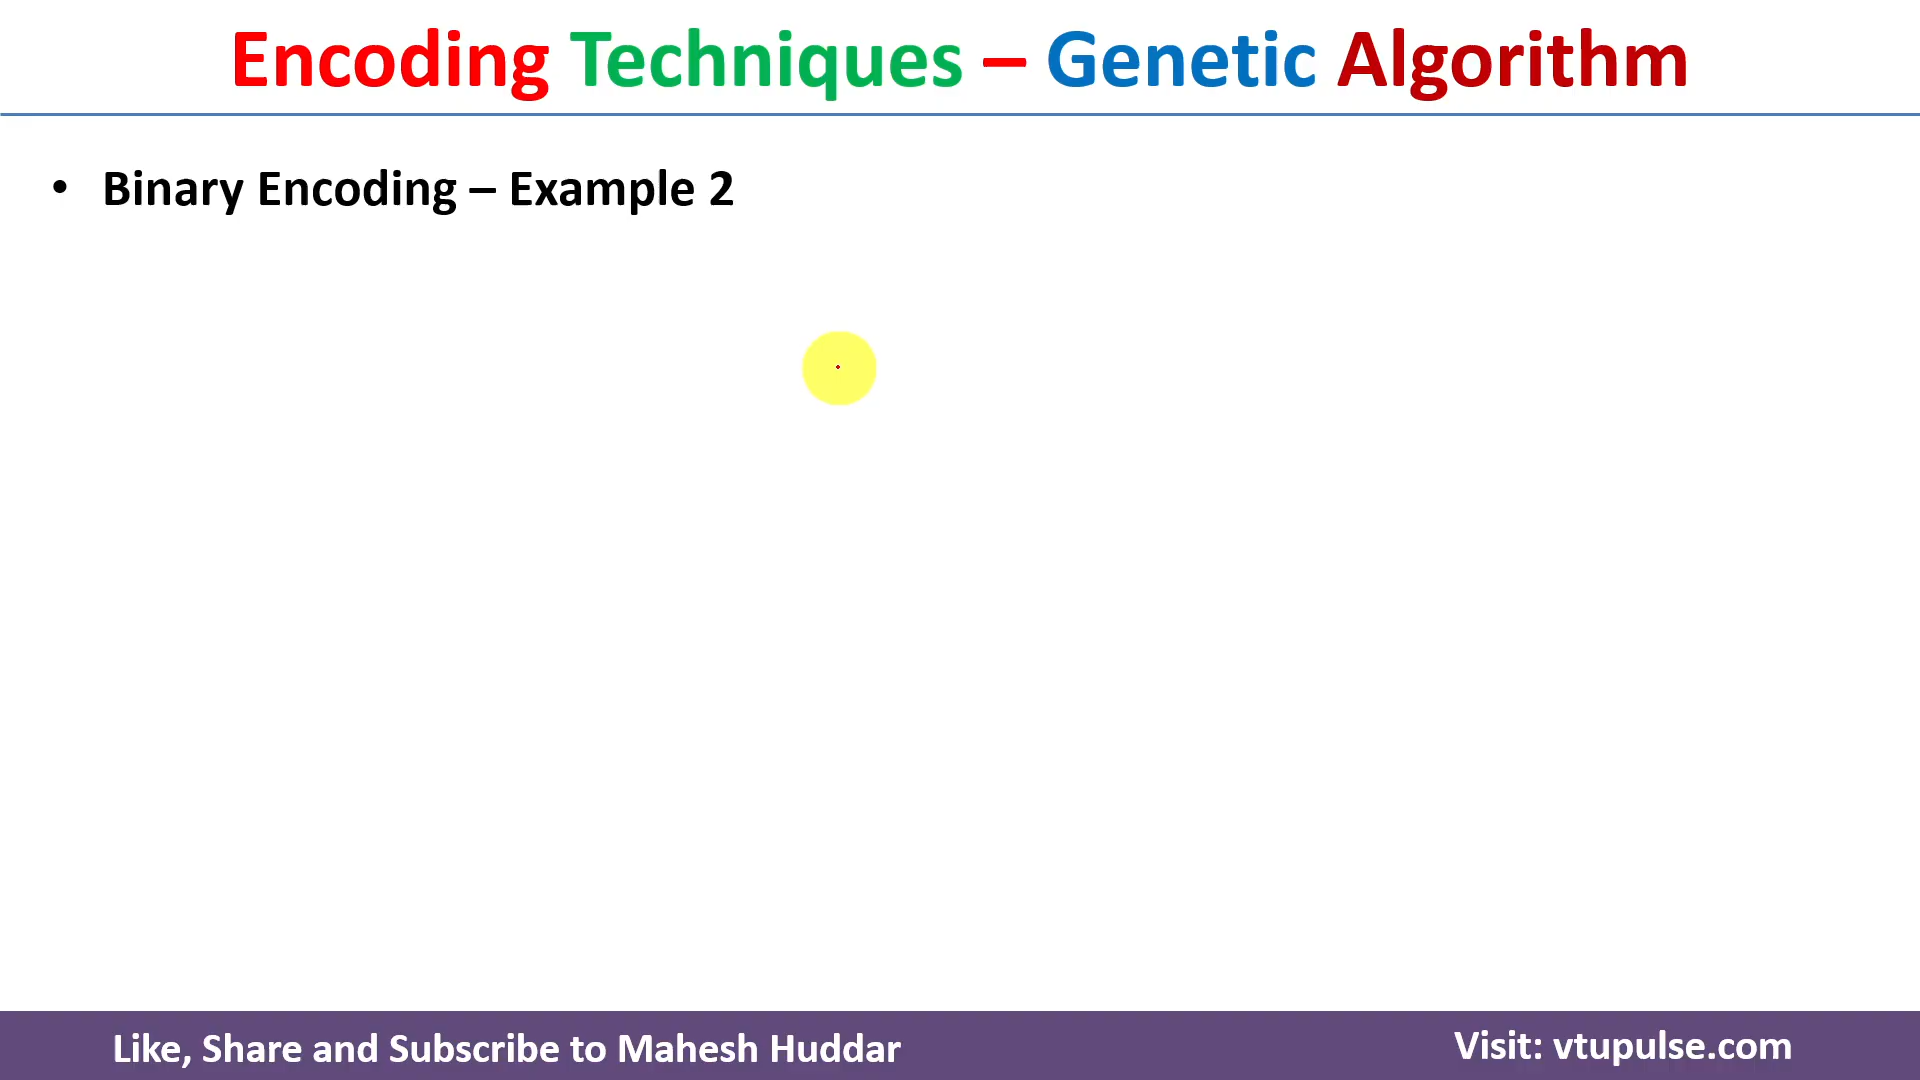 Encoding Techniques – Genetic Algorithm
• Binary Encoding – Example 2
Like, Share and Subscribe to Mahesh Huddar
Visit: vtupulse.com